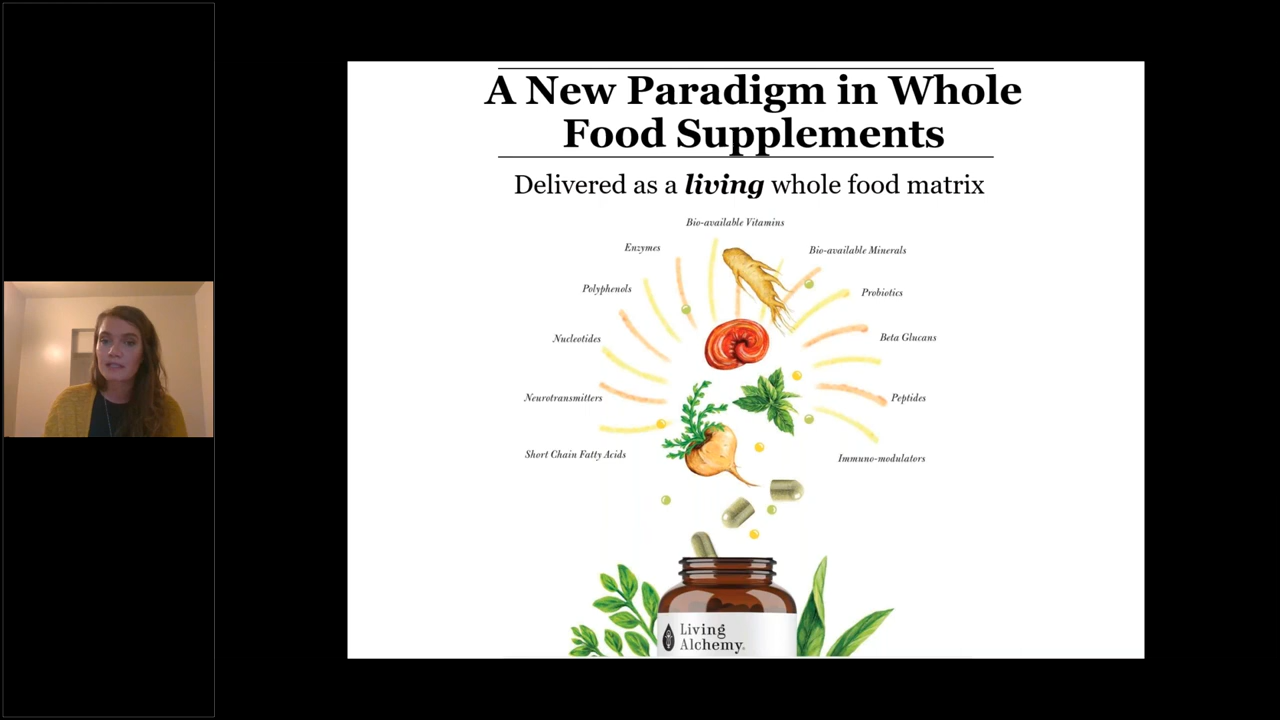 A New Paradigm in Whole
Food Supplements
Delivered as a living whole food matrix
Bio-available Vitamins
Enzymes
Bio-available Minerals
Polyphenols
Probiotics
Nucleotides
Beta Glucans
Neurotransmitters
Peptides
Short Chain Fatty Acids
Immuno-modulators
Living
Alchemy